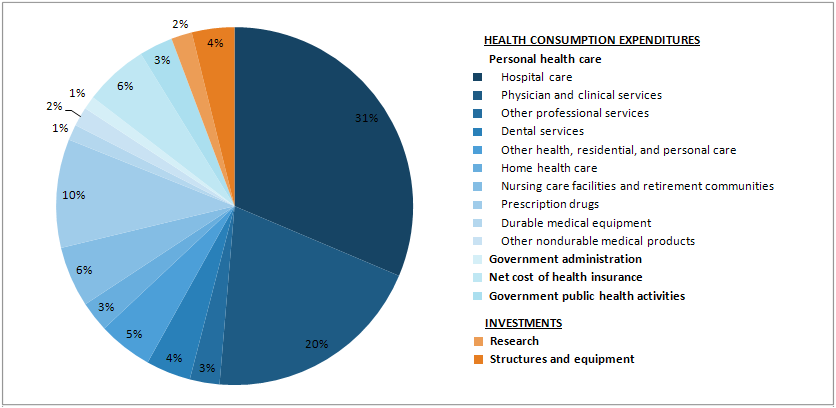 2%
4%
3%
6%
1%
2%
1%
10%
6%
3%
5%
4%
3%
20%
31%
HEALTH CONSUMPTION EXPENDITURES
Personal health care
Hospital care
Physician and clinical services
Other professional services
Dental services
Other health, residential, and personal care
Home health care
Nursing care facilities and retirement communities
Prescription drugs
Durable medical equipment
Other nondurable medical products
Government administration
Net cost of health insurance
Government public health activities
INVESTMENTS
Research
Structures and equipment